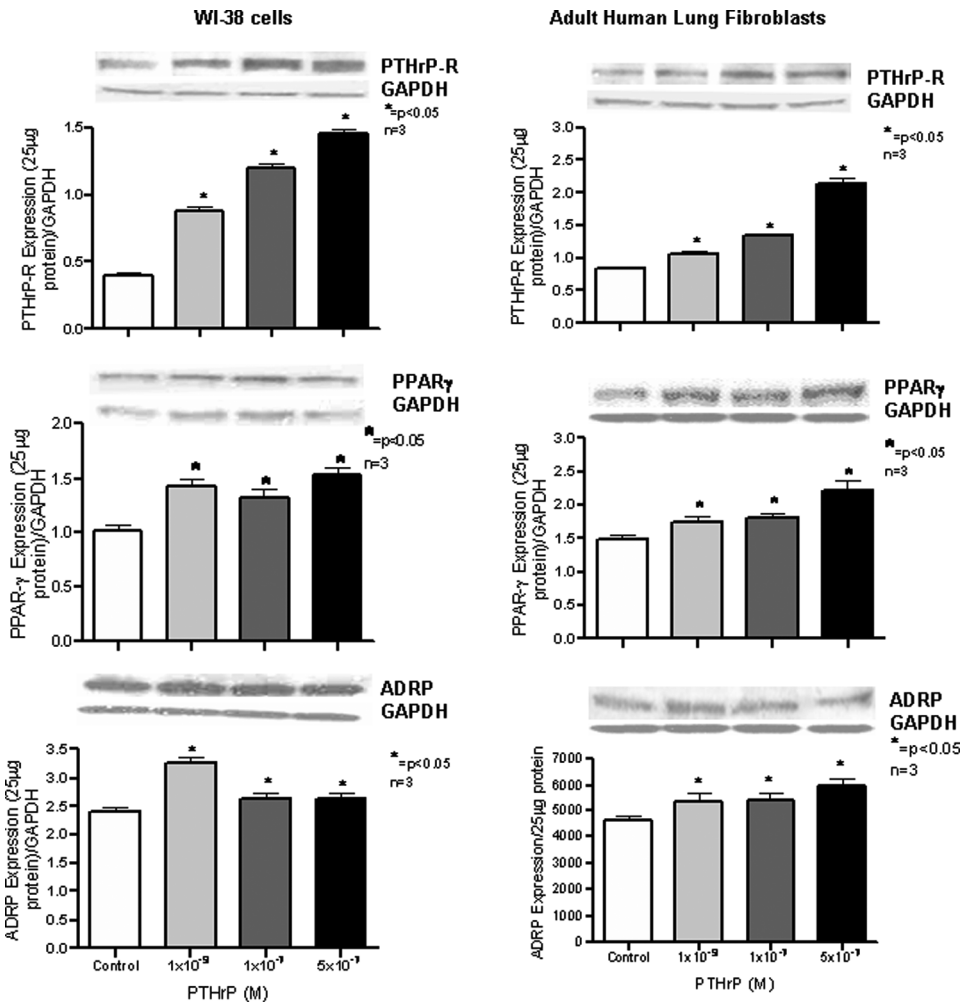 WI-38 cells
Adult Human Lung Fibroblasts
PTHrP-R
GAPDH
*=p<0.05
n=3
1.5
1.0
0.5
0.0
PTHrP-R Expression (25µg
protein)/GAPDH
*
*
*
PTHrP-R
GAPDH
*=p<0.05
n=3
3.0
2.5
2.0
1.5
1.0
0.5
0.0
PTHrP-R Expression (25µg
protein)/GAPDH
*
*
*
PPARγ
GAPDH
*=p<0.05
n=3
2.0
1.5
1.0
0.5
0.0
PPAR-γ Expression (25µg
protein)/GAPDH
*
*
*
PPARγ
GAPDH
*=p<0.05
n=3
3.0
2.5
2.0
1.5
1.0
0.5
0.0
PPAR-γ Expression (25µg
protein)/GAPDH
*
*
*
ADRP
GAPDH
*=p<0.05
n=3
3.5
3.0
2.5
2.0
1.5
1.0
0.5
0.0
ADRP Expression (25µg
protein)/GAPDH
*
*
*
Control 1x10⁻⁹ 1x10⁻⁷ 5x10⁻⁷
PTHrP (M)
ADRP
GAPDH
*=p<0.05
n=3
7000
6000
5000
4000
3000
2000
1000
0
ADRP Expression/25µg protein
*
*
*
Control 1x10⁻⁹ 1x10⁻⁷ 5x10⁻⁷
PTHrP (M)